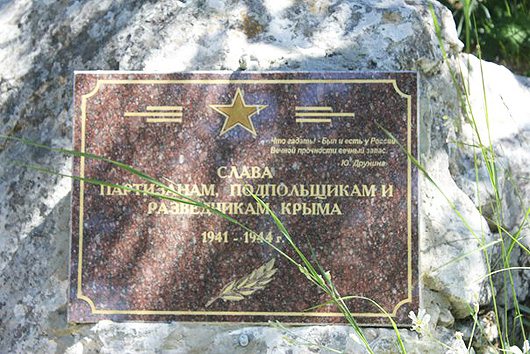 Что гадать! - Был и есть у России
Вечной прочности вечный запас...
Ю. Друнина
СЛАВА
ПАРТИЗАНАМ, ПОДПОЛЬЩИКАМ И
РАЗВЕДЧИКАМ КРЫМА
1941 - 1944 г.